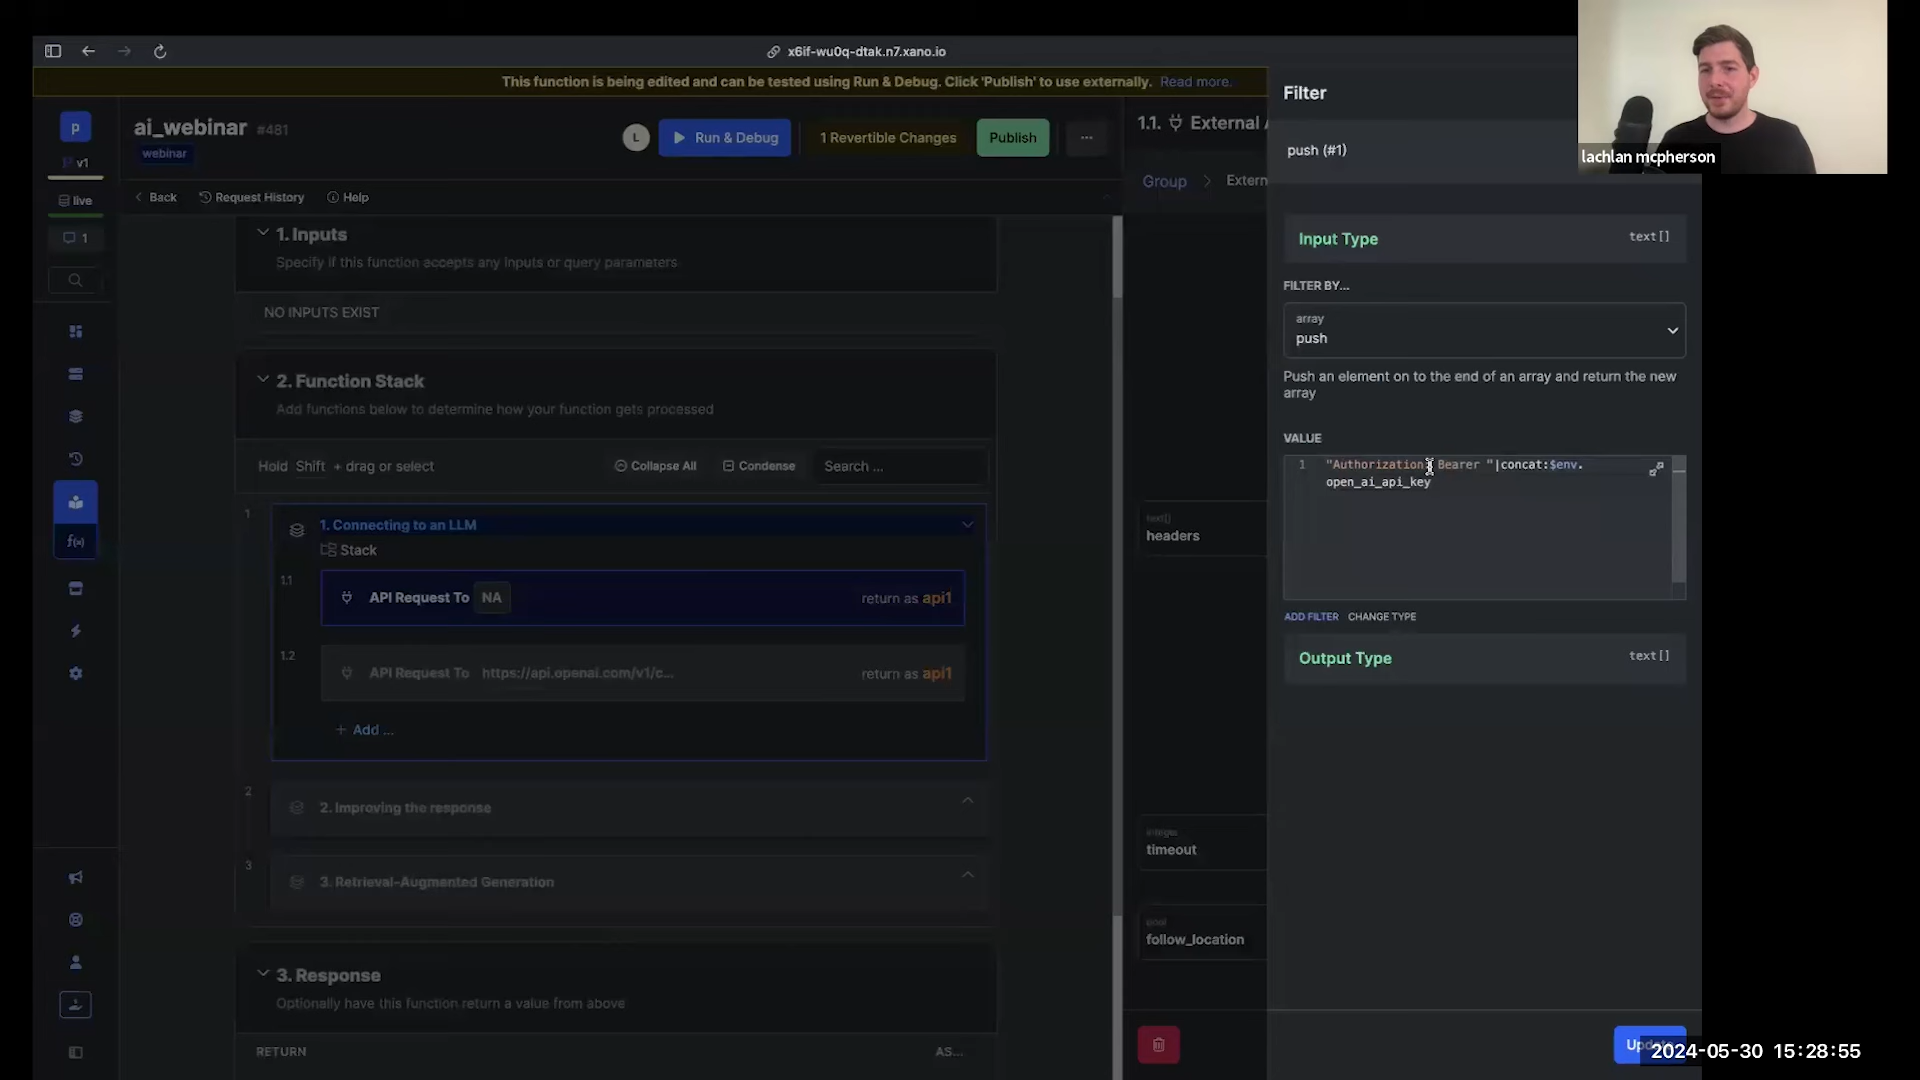 x6if-wu0q-dtak.n7.xano.io
This function is being edited and can be tested using Run & Debug. Click 'Publish' to use externally. Read more.
p
v1
live
1
f(x)
ai_webinar #481
webinar
L
Run & Debug
1 Revertible Changes
Publish
...
Back
Request History
Help
1. Inputs
Specify if this function accepts any inputs or query parameters
NO INPUTS EXIST
2. Function Stack
Add functions below to determine how your function gets processed
Hold Shift + drag or select
Collapse All
Condense
Search ...
1
1. Connecting to an LLM
Stack
1.1
API Request To NA
return as api1
1.2
API Request To https://api.openai.com/v1/c...
return as api1
+ Add ...
2
2. Improving the response
3
3. Retrieval-Augmented Generation
3. Response
Optionally have this function return a value from above
RETURN
AS...
1.1. External A
Group > Extern
text[]
headers
integer
timeout
bool
follow_location
Filter
push (#1)
Input Type
text[]
FILTER BY...
array
push
Push an element on to the end of an array and return the new
array
VALUE
1 "Authorization: Bearer "|concat:$env.
open_ai_api_key
ADD FILTER CHANGE TYPE
Output Type
text[]
Update
lachlan mcpherson
2024-05-30 15:28:55